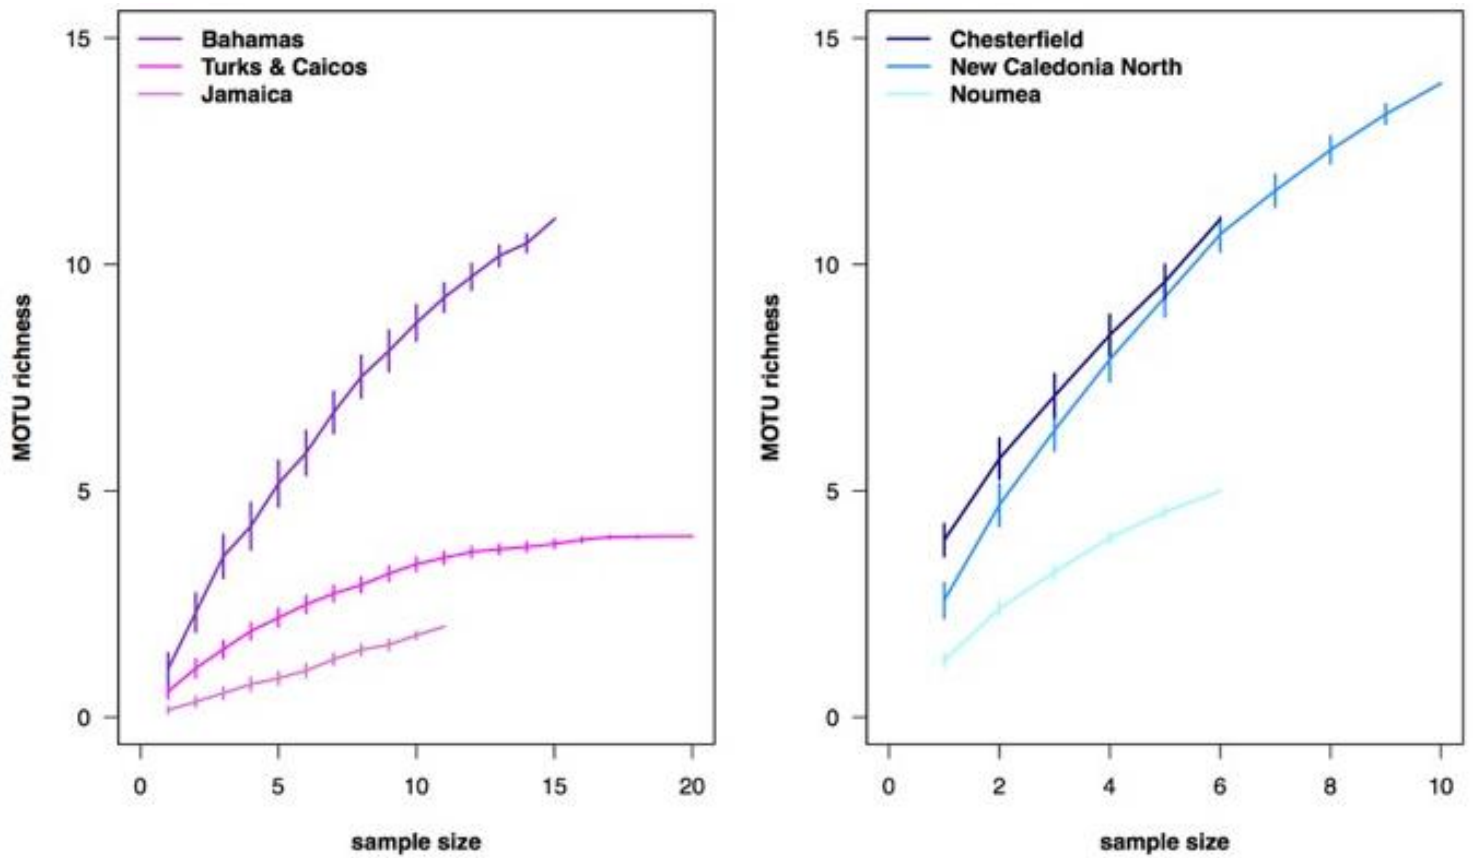 Bahamas
Turks & Caicos
Jamaica
15
10
5
0
MOTU richness
0 5 10 15 20
sample size
Chesterfield
New Caledonia North
Noumea
15
10
5
0
MOTU richness
0 2 4 6 8 10
sample size